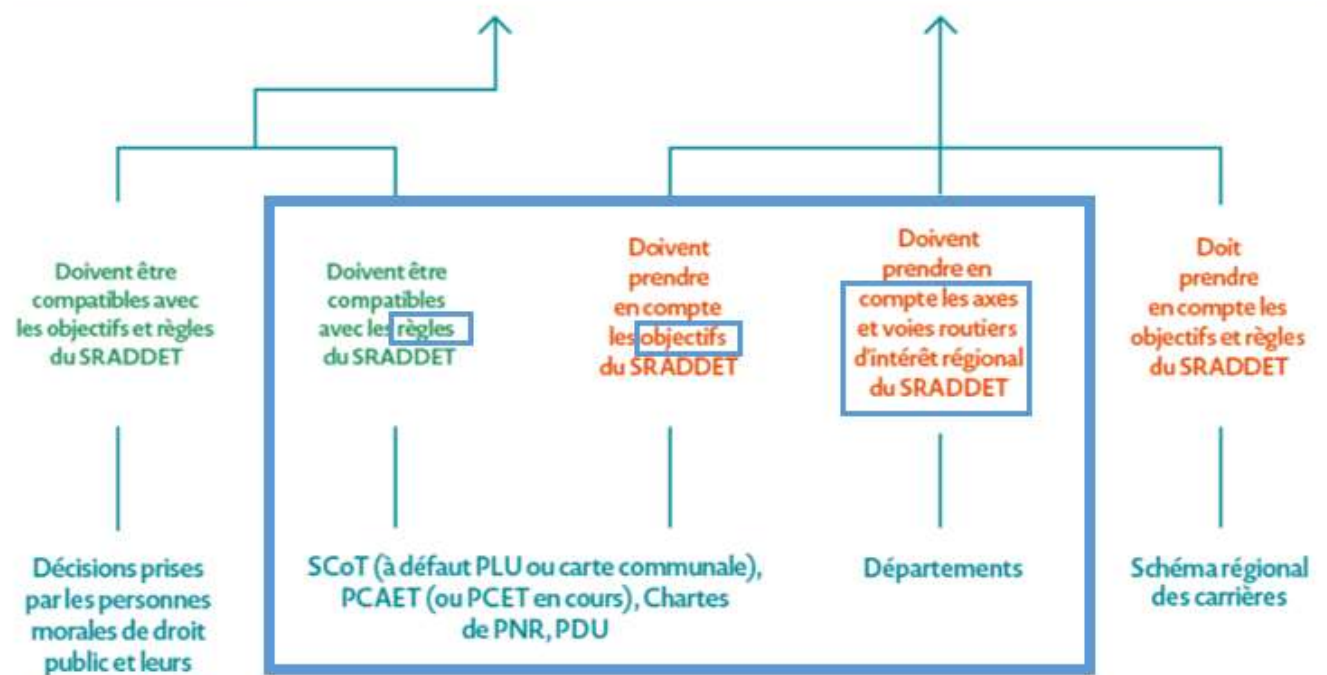 Doivent être
compatibles avec
les objectifs et règles
du SRADDET
Doivent être
compatibles
avec les règles
du SRADDET
Doivent
prendre
en compte
les objectifs
du SRADDET
Doivent
prendre en
compte les axes
et voies routiers
d'intérêt régional
du SRADDET
Doit
prendre
en compte les
objectifs et règles
du SRADDET
Décisions prises
par les personnes
morales de droit
public et leurs
SCoT (à défaut PLU ou carte communale),
PCAET (ou PCET en cours), Chartes
de PNR, PDU
Départements
Schéma régional
des carrières